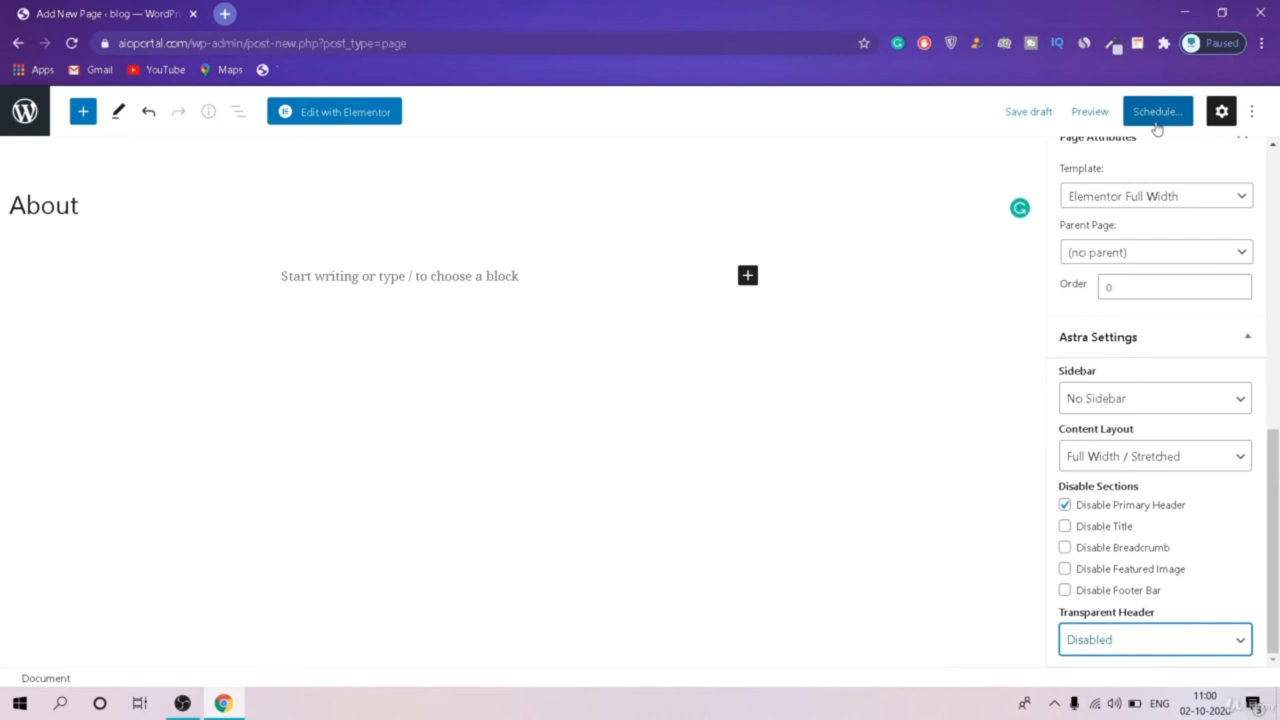 Add New Page ‹ blog — WordPr
aioportal.com/wp-admin/post-new.php?post_type=page
Paused
Apps
Gmail
YouTube
Maps
Edit with Elementor
Save draft
Preview
Schedule...
Page Attributes
Template:
Elementor Full Width
About
Parent Page:
(no parent)
Start writing or type / to choose a block
Order
0
Astra Settings
Sidebar
No Sidebar
Content Layout
Full Width / Stretched
Disable Sections
Disable Primary Header
Disable Title
Disable Breadcrumb
Disable Featured Image
Disable Footer Bar
Transparent Header
Disabled
Document
ENG
11:00
02-10-2020